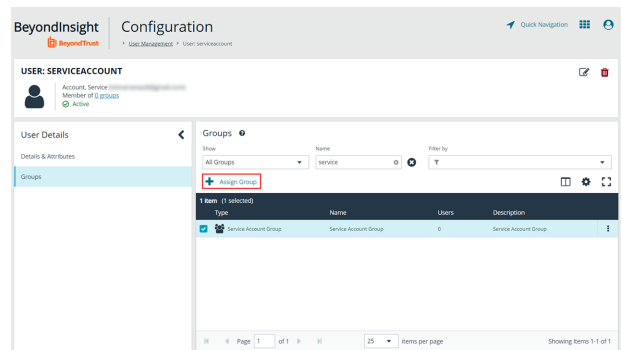 BeyondInsight
BeyondTrust
Configuration
User Management User: serviceaccount
Quick Navigation
USER: SERVICEACCOUNT
Account, Service
Member of 0 groups
Active
User Details
Details & Attributes
Groups
Groups
Show
Name
Filter by
All Groups
service
Assign Group
1 item (1 selected)
Type Name Users Description
Service Account Group Service Account Group 0 Service Account Group
Page 1 of 1 25 items per page Showing items 1-1 of 1